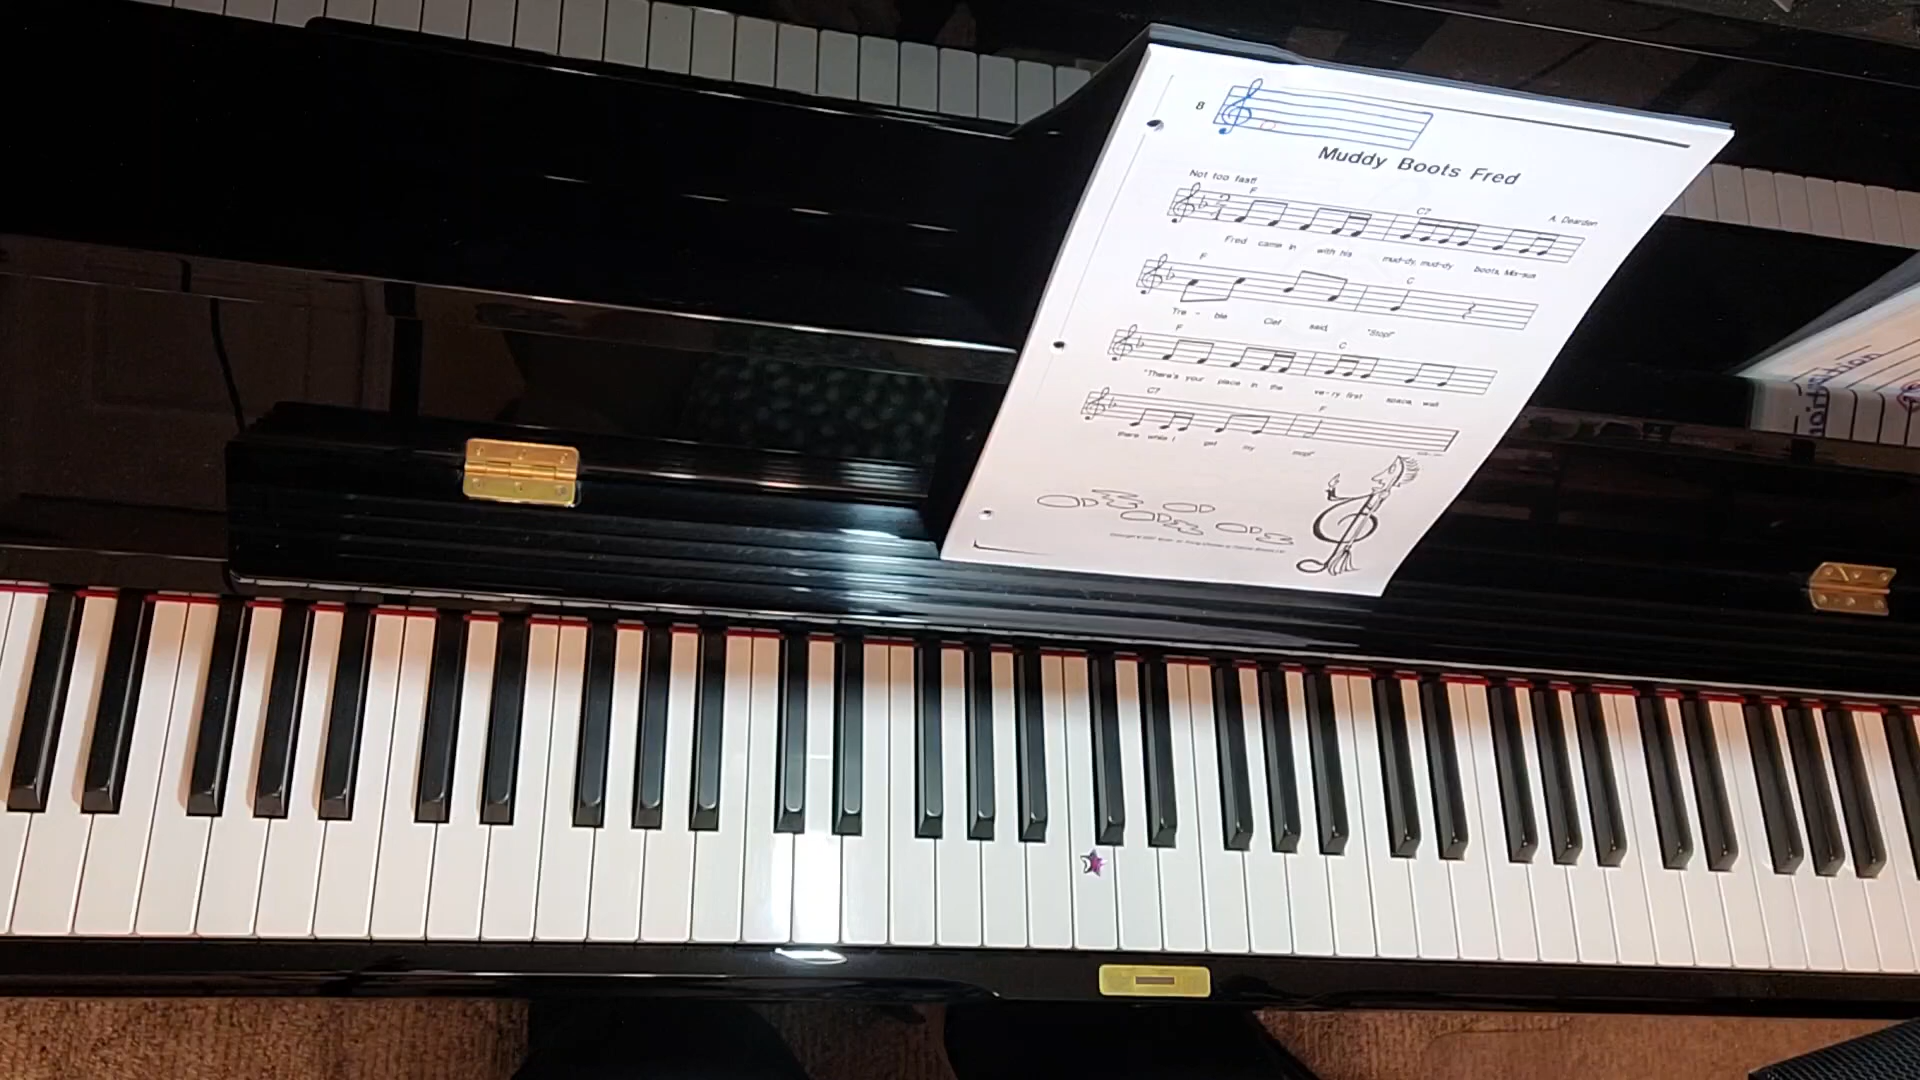 8
Muddy Boots Fred
Not too fast!
F C7 A. Dearden
Fred came in with his mud-dy, mud-dy boots, Mis-sus
F C
Tre - ble Clef said, "Stop!"
F C
"There's your place in the ve-ry first space, wait
C7 F
there while I get my mop!"